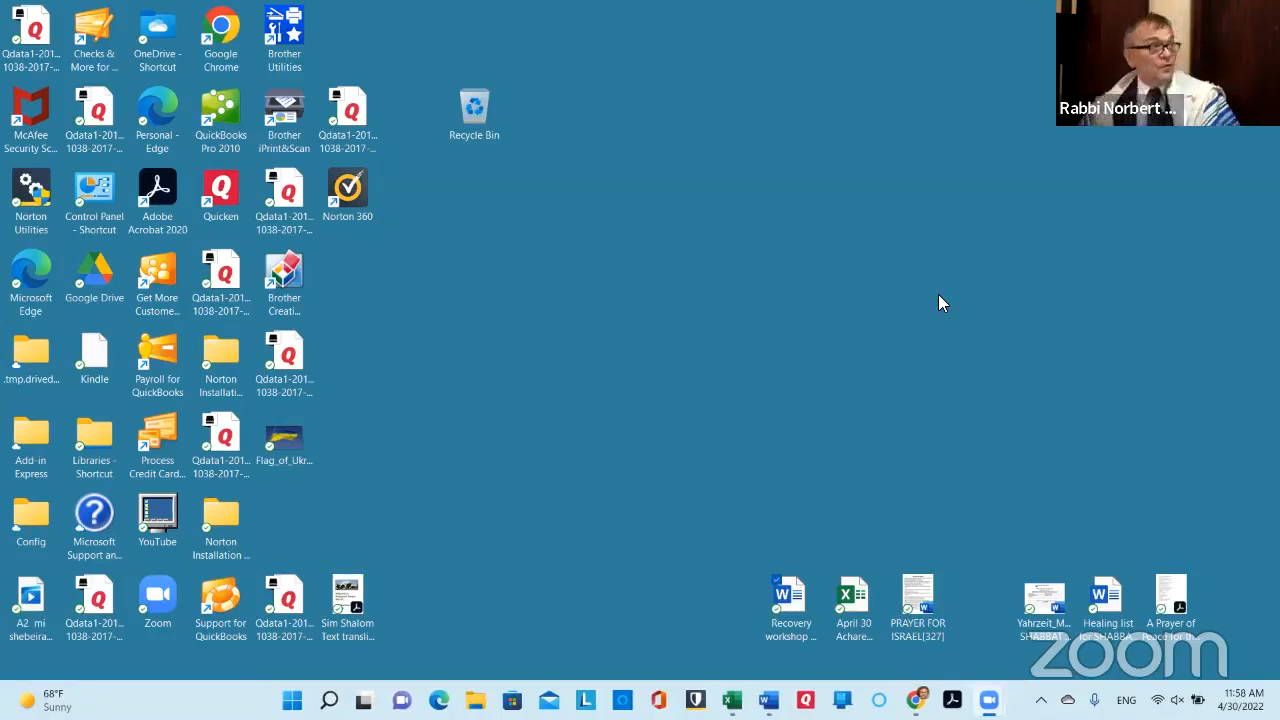 Qdata1-201...
1038-2017-...
Checks &
More for ...
OneDrive -
Shortcut
Google
Chrome
Brother
Utilities
Rabbi Norbert ...
McAfee
Security Sc...
Qdata1-201...
1038-2017-...
Personal -
Edge
QuickBooks
Pro 2010
Brother
iPrint&Scan
Qdata1-201...
1038-2017-...
Recycle Bin
Norton
Utilities
Control Panel
- Shortcut
Adobe
Acrobat 2020
Quicken
Qdata1-201...
1038-2017-...
Norton 360
Microsoft
Edge
Google Drive
Get More
Custome...
Qdata1-201...
1038-2017-...
Brother
Creati...
.tmp.drived...
Kindle
Payroll for
QuickBooks
Norton
Installati...
Qdata1-201...
1038-2017-...
Add-in
Express
Libraries -
Shortcut
Process
Credit Card...
Qdata1-201...
1038-2017-...
Flag_of_Ukr...
Config
Microsoft
Support an...
YouTube
Norton
Installation ...
A2 mi
shebeira...
Qdata1-201...
1038-2017-...
Zoom
Support for
QuickBooks
Qdata1-201...
1038-2017-...
Sim Shalom
Text transli...
Recovery
workshop ...
April 30
Achare...
PRAYER FOR
ISRAEL[327]
Yahrzeit_M...
SHABBAT...
Healing list
for SHABBA...
A Prayer of
Peace for th...
zoom
68°F
Sunny
ENG
11:58 AM
4/30/2022